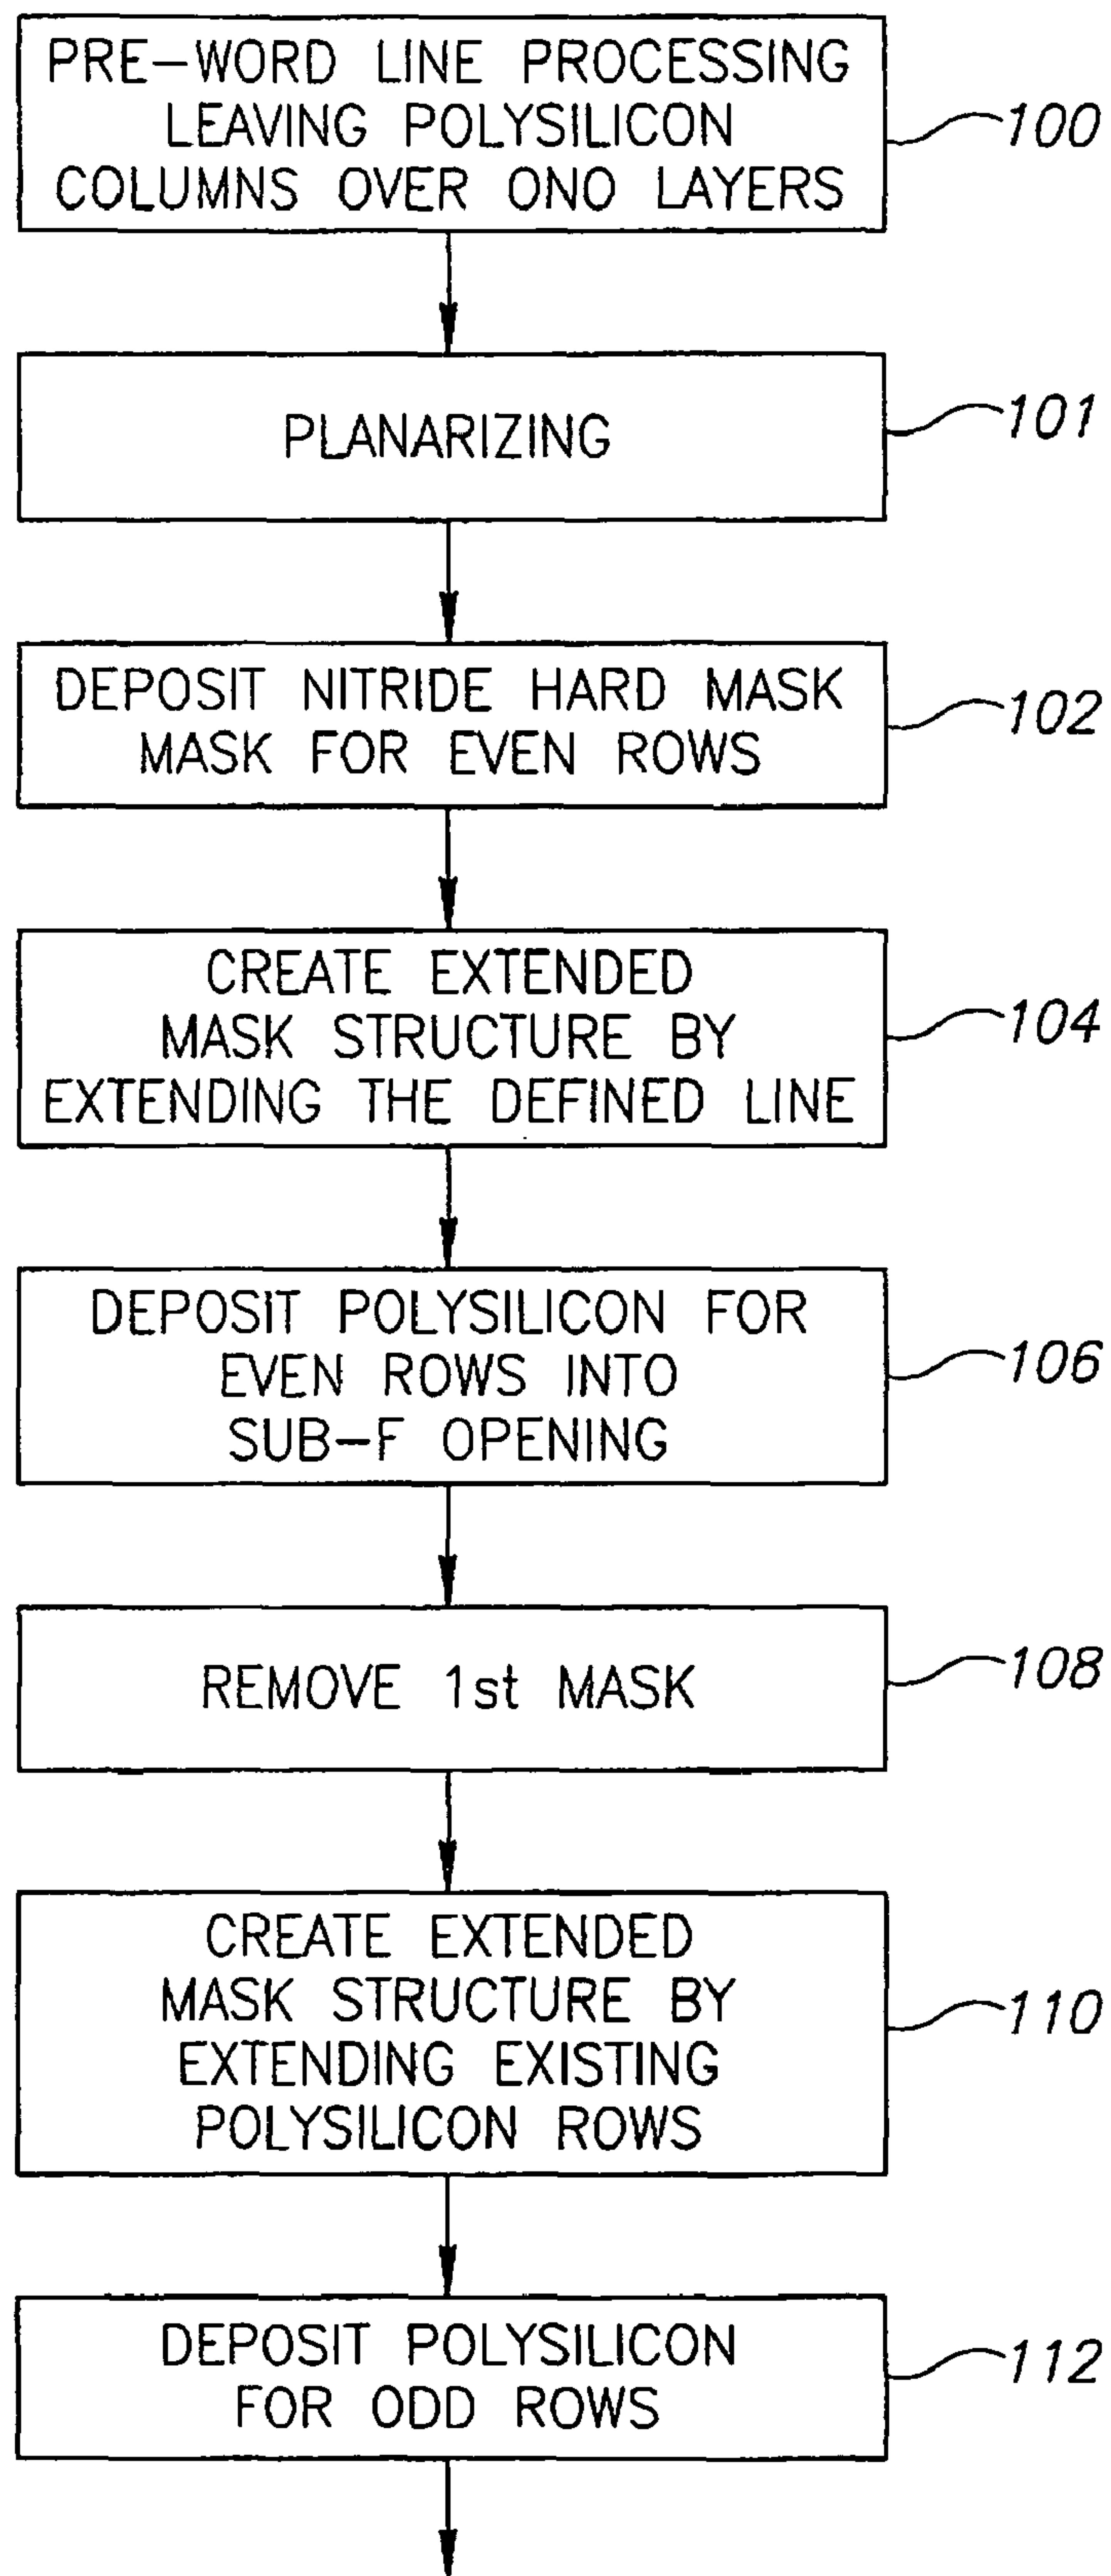 PRE-WORD LINE PROCESSING
LEAVING POLYSILICON
COLUMNS OVER ONO LAYERS
100
PLANARIZING
101
DEPOSIT NITRIDE HARD MASK
MASK FOR EVEN ROWS
102
CREATE EXTENDED
MASK STRUCTURE BY
EXTENDING THE DEFINED LINE
104
DEPOSIT POLYSILICON FOR
EVEN ROWS INTO
SUB-F OPENING
106
REMOVE 1st MASK
108
CREATE EXTENDED
MASK STRUCTURE BY
EXTENDING EXISTING
POLYSILICON ROWS
110
DEPOSIT POLYSILICON
FOR ODD ROWS
112